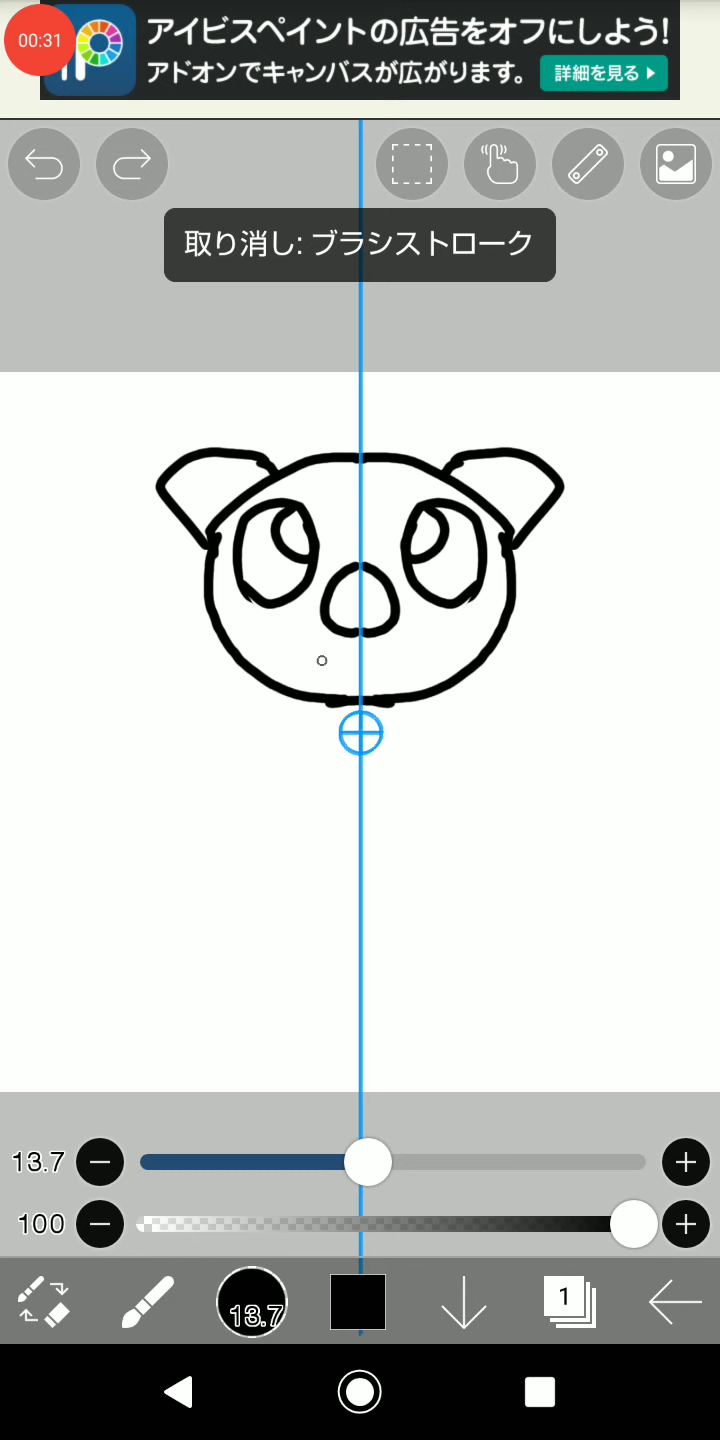 00:31
アイビスペイントの広告をオフにしよう!
アドオンでキャンバスが広がります。
詳細を見る
取り消し: ブラシストローク
13.7
100
13.7
1